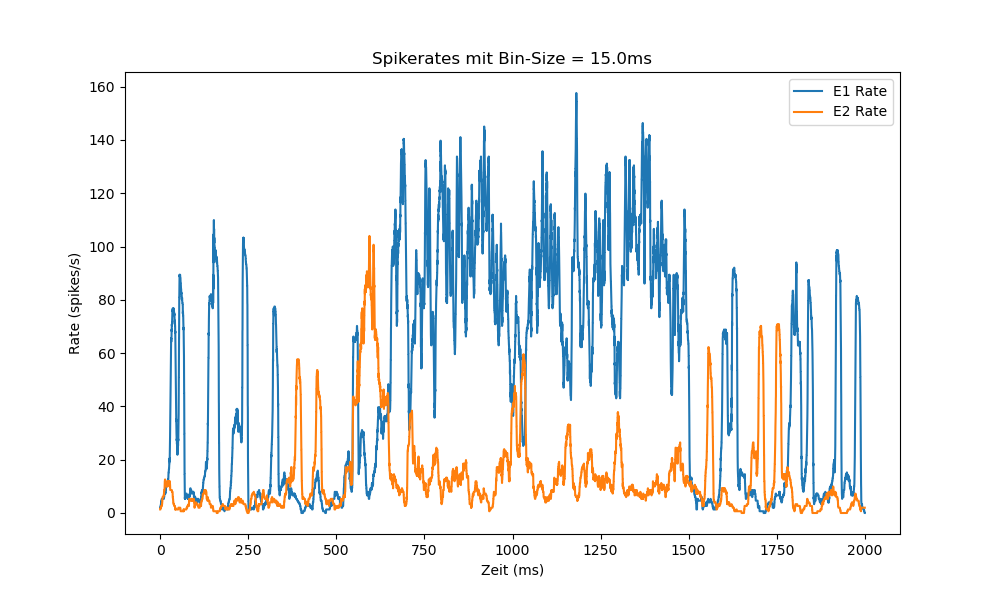 Spikerates mit Bin-Size = 15.0ms
E1 Rate
E2 Rate
160
140
120
100
80
60
40
20
0
Rate (spikes/s)
0 250 500 750 1000 1250 1500 1750 2000
Zeit (ms)